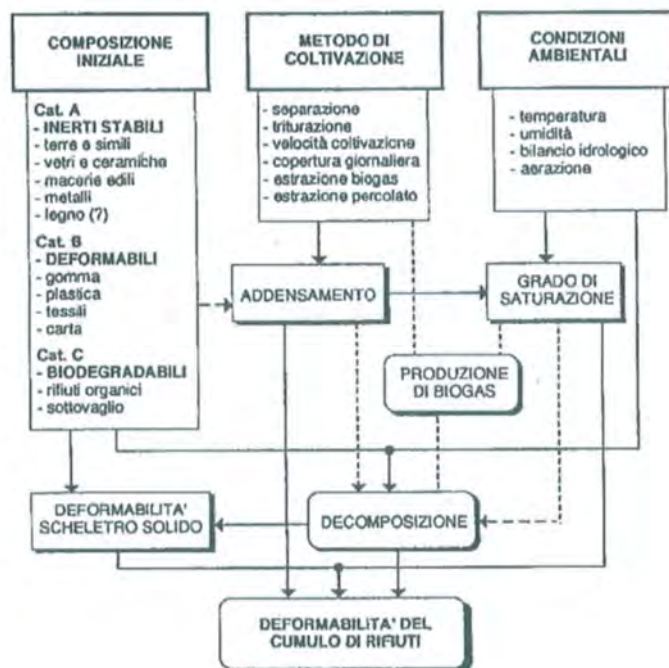 COMPOSIZIONE
INIZIALE
Cat. A
- INERTI STABILI
- terre e simili
- vetri e ceramiche
- macerie edili
- metalli
- legno (?)
Cat. B
- DEFORMABILI
- gomma
- plastica
- tessili
- carta
Cat. C
- BIODEGRADABILI
- rifiuti organici
- sottovaglio
METODO DI
COLTIVAZIONE
- separazione
- triturazione
- velocità coltivazione
- copertura giornaliera
- estrazione biogas
- estrazione percolato
CONDIZIONI
AMBIENTALI
- temperatura
- umidità
- bilancio idrologico
- aerazione
ADDENSAMENTO
GRADO DI
SATURAZIONE
PRODUZIONE
DI BIOGAS
DEFORMABILITA'
SCHELETRO SOLIDO
DECOMPOSIZIONE
DEFORMABILITA' DEL
CUMULO DI RIFIUTI